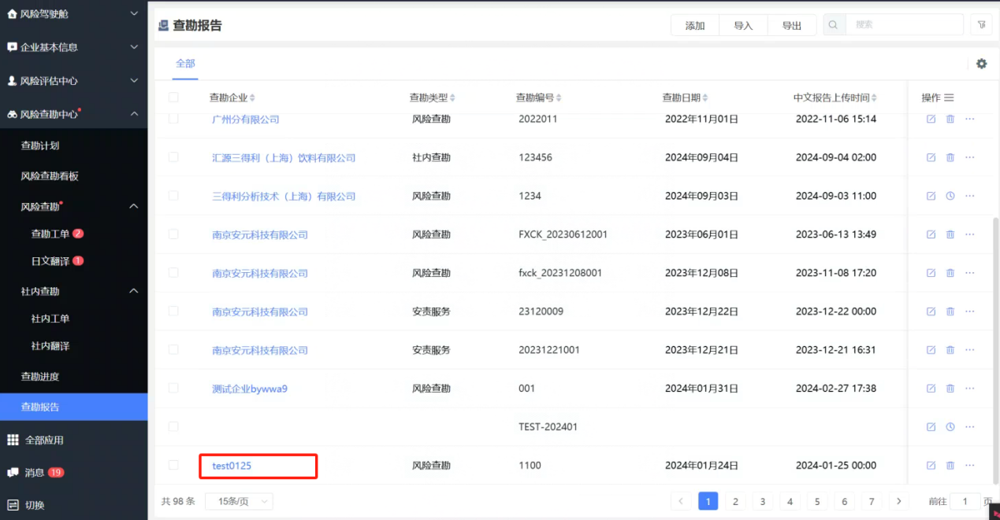 风险驾驶舱
企业基本信息
风险评估中心
风险查勘中心
查勘计划
风险查勘看板
风险查勘
查勘工单 2
日文翻译 1
社内查勘
社内工单
社内翻译
查勘进度
查勘报告
全部应用
消息 19
切换
查勘报告
添加 导入 导出 搜索
全部
查勘企业 查勘类型 查勘编号 查勘日期 中文报告上传时间 操作
广州分有限公司 风险查勘 2022011 2022年11月01日 2022-11-06 15:14
汇源三得利（上海）饮料有限公司 社内查勘 123456 2024年09月04日 2024-09-04 02:00
三得利分析技术（上海）有限公司 风险查勘 1234 2024年09月03日 2024-09-03 11:00
南京安元科技有限公司 风险查勘 FXCK_20230612001 2023年06月01日 2023-06-13 13:49
南京安元科技有限公司 风险查勘 fxck_20231208001 2023年12月08日 2023-11-08 17:20
南京安元科技有限公司 安责服务 23120009 2023年12月22日 2023-12-22 00:00
南京安元科技有限公司 安责服务 20231221001 2023年12月21日 2023-12-21 16:31
测试企业bywwa9 风险查勘 001 2024年01月31日 2024-02-27 17:38
TEST-202401
test0125 风险查勘 1100 2024年01月24日 2024-01-25 00:00
共 98 条 15条/页 1 2 3 4 5 6 7 前往 1 页